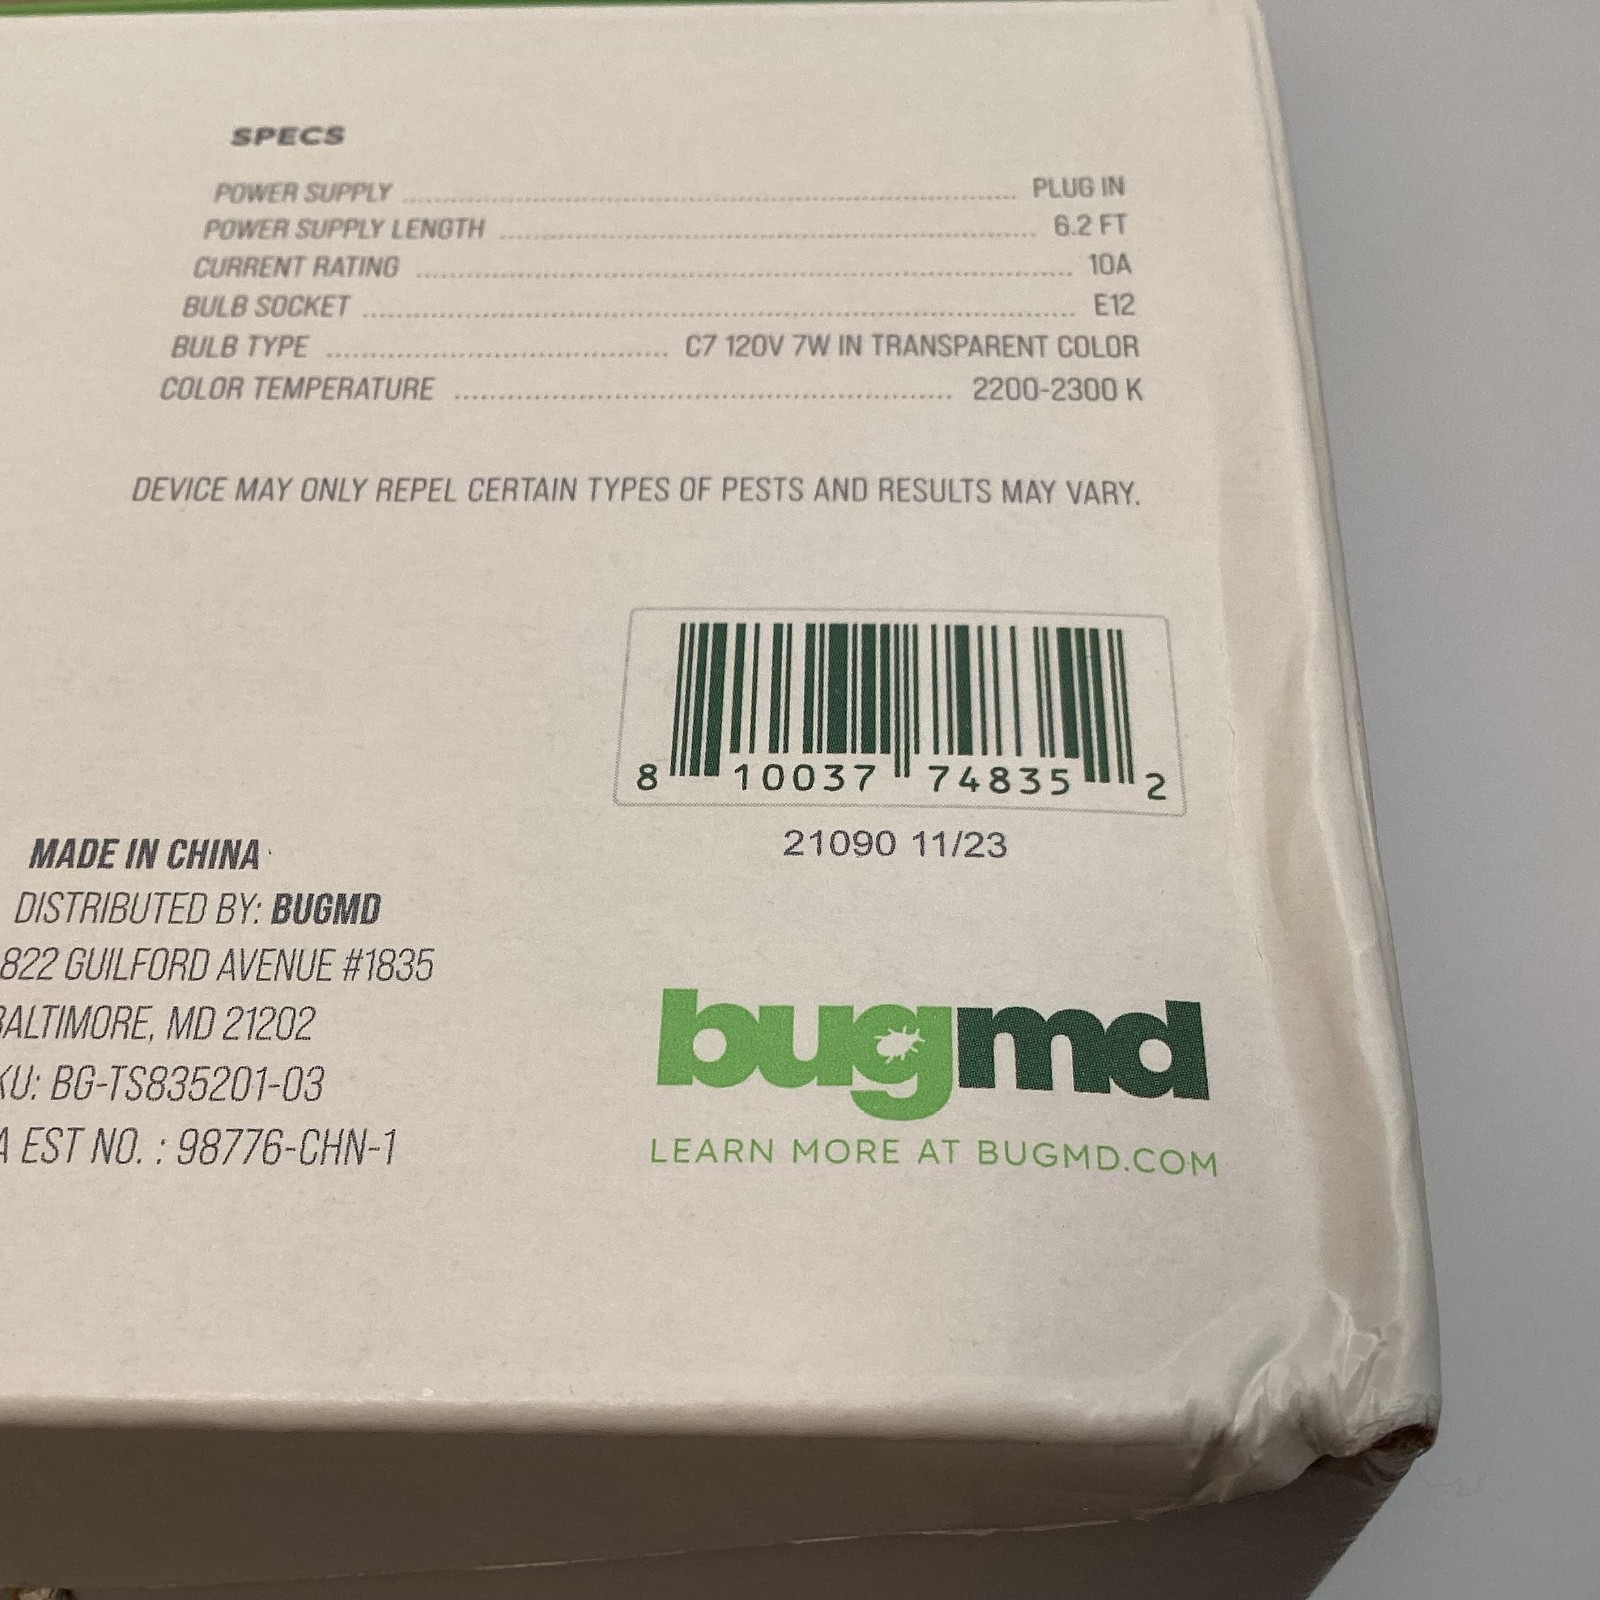 SPECS
POWER SUPPLY ........ PLUG IN
POWER SUPPLY LENGTH ........ 6.2 FT
CURRENT RATING ........ 10A
BULB SOCKET ........ E12
BULB TYPE ........ C7 120V 7W IN TRANSPARENT COLOR
COLOR TEMPERATURE ........ 2200-2300 K
DEVICE MAY ONLY REPEL CERTAIN TYPES OF PESTS AND RESULTS MAY VARY.
8 10037 74835 2
21090 11/23
MADE IN CHINA
DISTRIBUTED BY: BUGMD
822 GUILFORD AVENUE #1835
BALTIMORE, MD 21202
KU: BG-TS835201-03
A EST NO. : 98776-CHN-1
bugmd
LEARN MORE AT BUGMD.COM